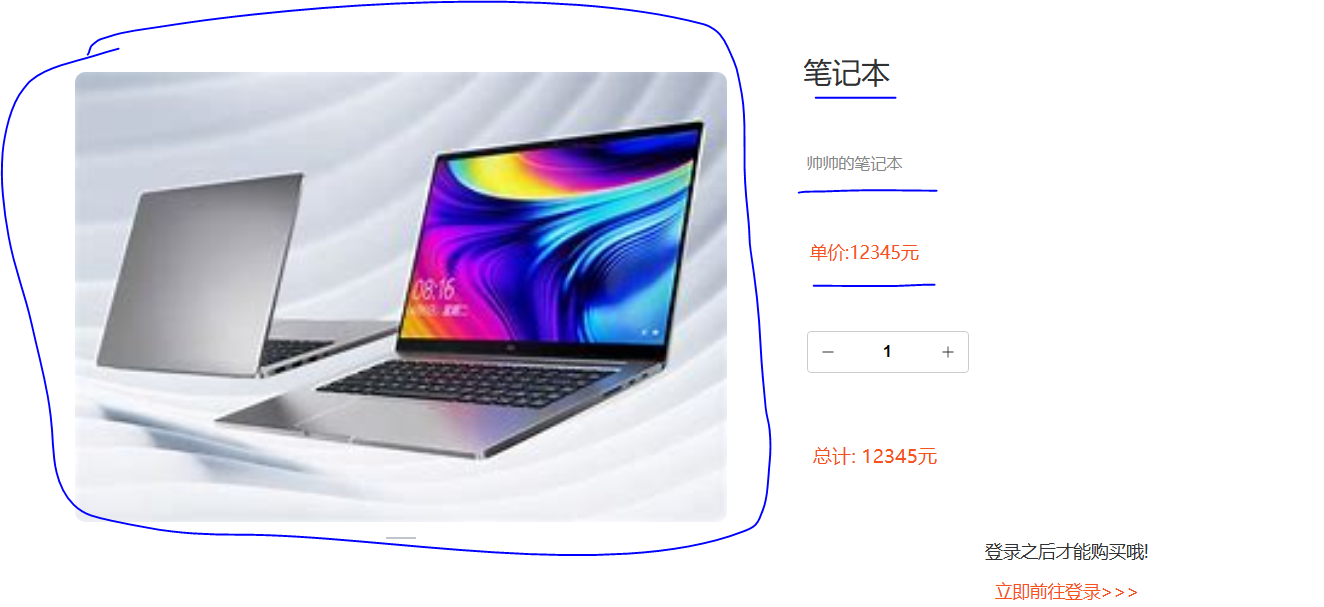 08:16
笔记本
帅帅的笔记本
单价:12345元
1
总计: 12345元
登录之后才能购买哦!
立即前往登录>>>